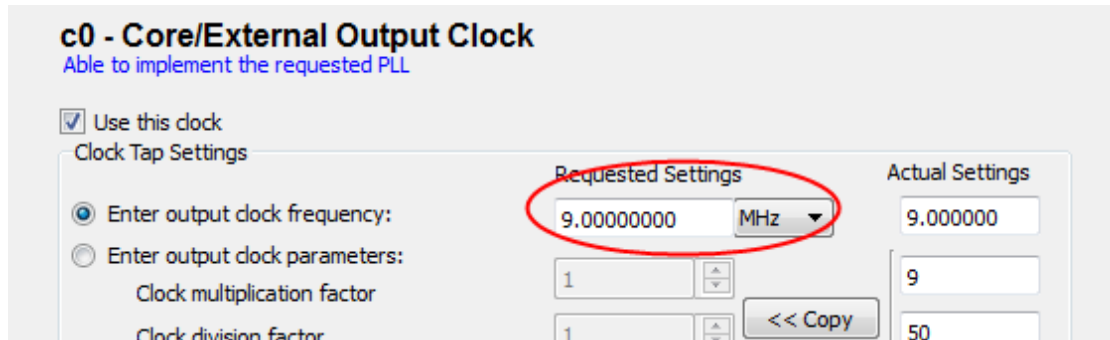 c0 - Core/External Output Clock
Able to implement the requested PLL
Use this clock
Clock Tap Settings
Requested Settings Actual Settings
Enter output clock frequency: 9.00000000 MHz 9.000000
Enter output clock parameters:
Clock multiplication factor 1 9
<< Copy
Clock division factor 1 50